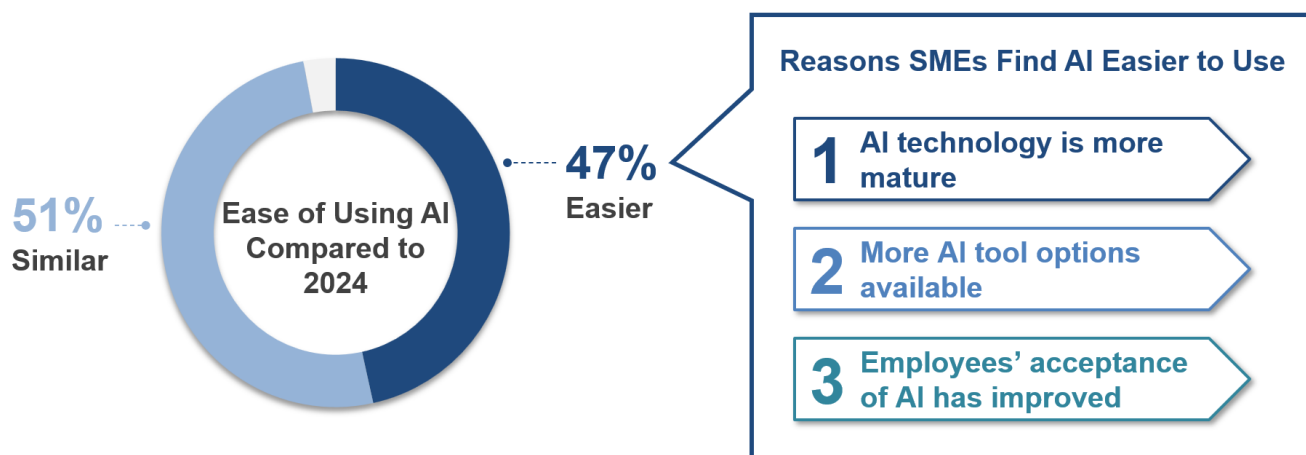 51%
Similar
Ease of Using AI
Compared to
2024
47%
Easier
Reasons SMEs Find AI Easier to Use
1
AI technology is more
mature
2
More AI tool options
available
3
Employees’ acceptance
of AI has improved